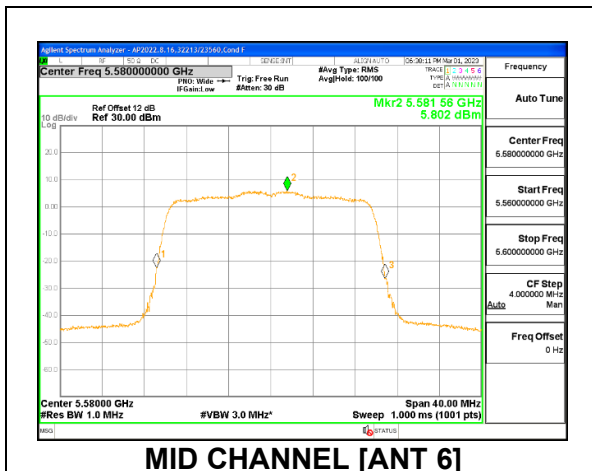 Agilent Spectrum Analyzer - AP2022.8.16,32213/23560,Cond F
L RF 50 Ω DC SENSE:INT ALIGN AUTO 06:30:11 PM Mar 01, 2023
Center Freq 5.580000000 GHz #Avg Type: RMS TRACE 1 2 3 4 5 6 Frequency
PNO: Wide Trig: Free Run Avg|Hold: 100/100 TYPE A
IFGain:Low #Atten: 30 dB DET A N N N N N
Auto Tune
Mkr2 5.581 56 GHz
Ref Offset 12 dB
10 dB/div Ref 30.00 dBm 5.802 dBm
Log
Center Freq
5.580000000 GHz
20.0
10.0
2
Start Freq
5.560000000 GHz
0.00
-10.0
Stop Freq
5.600000000 GHz
1
3
-20.0
-30.0
CF Step
4.000000 MHz
Auto Man
-40.0
-50.0
Freq Offset
0 Hz
-60.0
Center 5.58000 GHz Span 40.00 MHz
#Res BW 1.0 MHz #VBW 3.0 MHz* Sweep 1.000 ms (1001 pts)
MSG STATUS
MID CHANNEL [ANT 6]